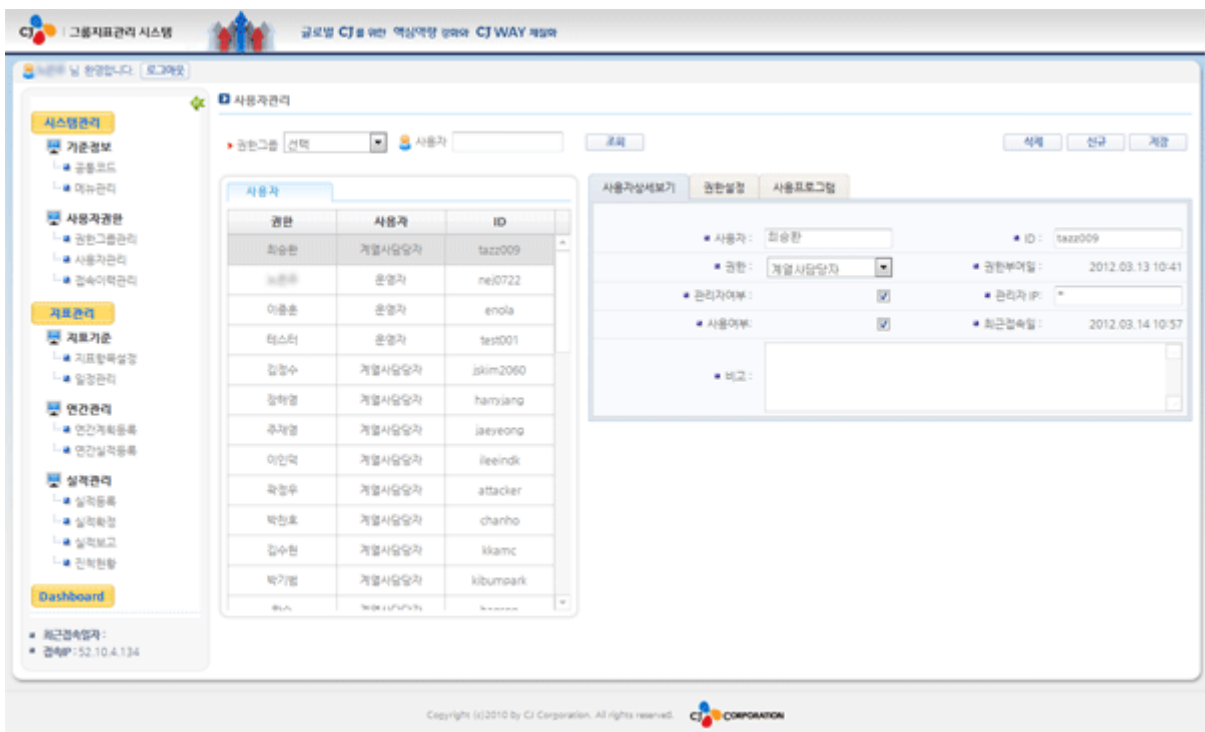 CJ 그룹지표관리 시스템
글로벌 CJ를 위한 핵심역량 강화와 CJ WAY 체질화
님 환영합니다. 로그아웃
사용자관리
시스템관리
기준정보
공통코드
메뉴관리
사용자권한
권한그룹관리
사용자관리
접속이력관리
지표관리
지표기준
지표항목설정
일정관리
연간관리
연간계획등록
연간실적등록
실적관리
실적등록
실적확정
실적보고
진척현황
Dashboard
최근접속일자 :
접속IP : 52.10.4.134
권한그룹 선택 사용자 조회 삭제 신규 저장
사용자
권한 사용자 ID
최승환 계열사담당자 tazz009
운영자 nej0722
이중훈 운영자 enola
테스터 운영자 test001
김정수 계열사담당자 jskim2060
장혁영 계열사담당자 harryjang
주재영 계열사담당자 jaeyeong
이인덕 계열사담당자 ileeindk
곽정우 계열사담당자 attacker
박찬호 계열사담당자 chanho
김수현 계열사담당자 kkamc
박기범 계열사담당자 kibumpark
사용자상세보기 권한설정 사용프로그램
사용자 : 최승환 ID : tazz009
권한 : 계열사담당자 권한부여일 : 2012.03.13 10:41
관리자여부 : 관리자 IP: *
사용여부: 최근접속일 : 2012.03.14 10:57
비고 :
Copyright (c)2010 by CJ Corporation. All rights reserved. CJ CORPORATION